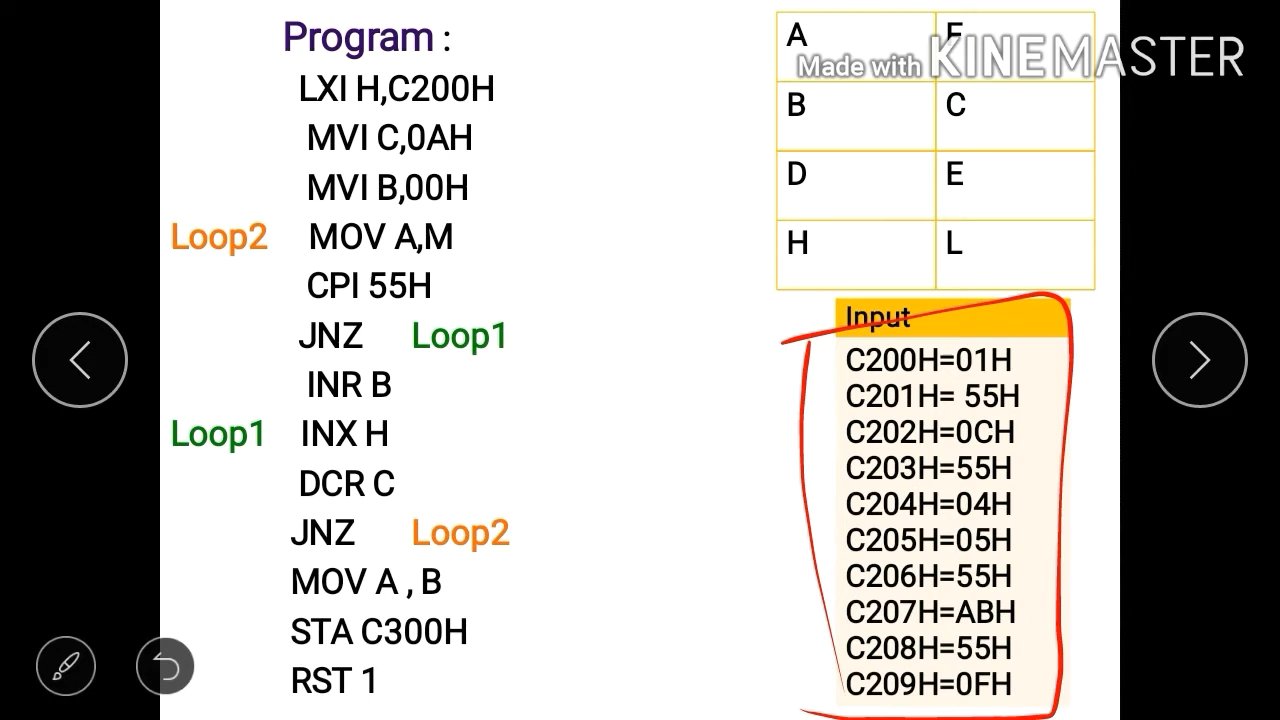 Program :
LXI H,C200H
MVI C,0AH
MVI B,00H
Loop2 MOV A,M
CPI 55H
JNZ Loop1
INR B
Loop1 INX H
DCR C
JNZ Loop2
MOV A , B
STA C300H
RST 1
A F
Made with KINEMASTER
B C
D E
H L
Input
C200H=01H
C201H= 55H
C202H=0CH
C203H=55H
C204H=04H
C205H=05H
C206H=55H
C207H=ABH
C208H=55H
C209H=0FH